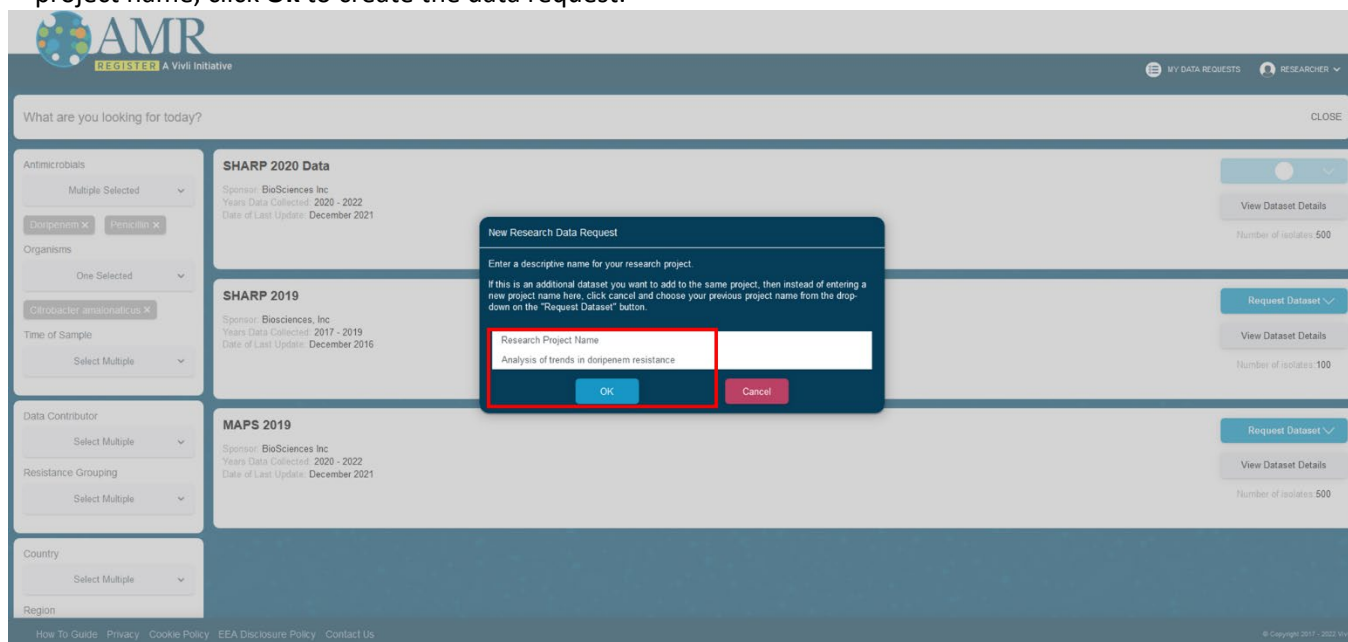 project name, click OK to create the data request.
AMR
REGISTER A Vivli Initiative
MY DATA REQUESTS
RESEARCHER
What are you looking for today?
CLOSE
Antimicrobials
Multiple Selected
Doripenem ×
Penicillin ×
Organisms
One Selected
Citrobacter amalonaticus ×
Time of Sample
Select Multiple
Data Contributor
Select Multiple
Resistance Grouping
Select Multiple
Country
Select Multiple
Region
SHARP 2020 Data
Sponsor: BioSciences Inc
Years Data Collected: 2020 - 2022
Date of Last Update: December 2021
View Dataset Details
Number of isolates: 500
SHARP 2019
Sponsor: Biosciences, Inc
Years Data Collected: 2017 - 2019
Date of Last Update: December 2016
Request Dataset
View Dataset Details
Number of isolates: 100
MAPS 2019
Sponsor: BioSciences Inc
Years Data Collected: 2020 - 2022
Date of Last Update: December 2021
Request Dataset
View Dataset Details
Number of isolates: 500
New Research Data Request
Enter a descriptive name for your research project.
If this is an additional dataset you want to add to the same project, then instead of entering a
new project name here, click cancel and choose your previous project name from the drop-
down on the "Request Dataset" button.
Research Project Name
Analysis of trends in doripenem resistance
OK
Cancel
How To Guide Privacy Cookie Policy EEA Disclosure Policy Contact Us
© Copyright 2017 - 2022